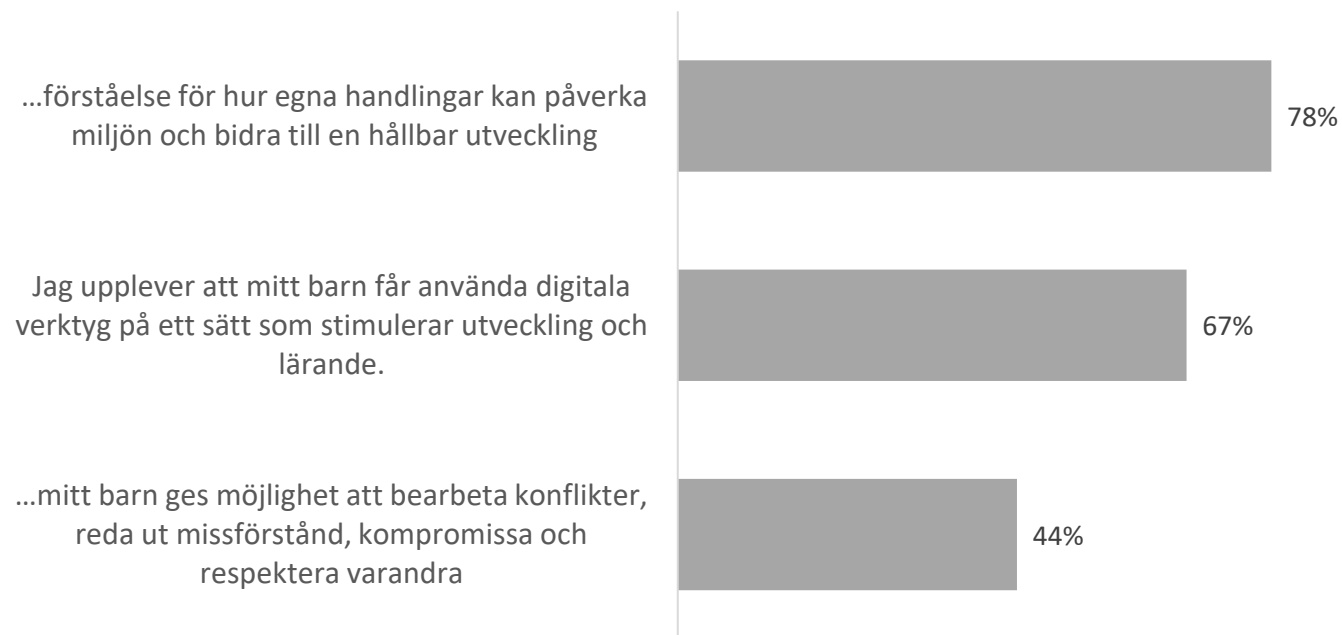 …förståelse för hur egna handlingar kan påverka
miljön och bidra till en hållbar utveckling
78%
Jag upplever att mitt barn får använda digitala
verktyg på ett sätt som stimulerar utveckling och
lärande.
67%
…mitt barn ges möjlighet att bearbeta konflikter,
reda ut missförstånd, kompromissa och
respektera varandra
44%